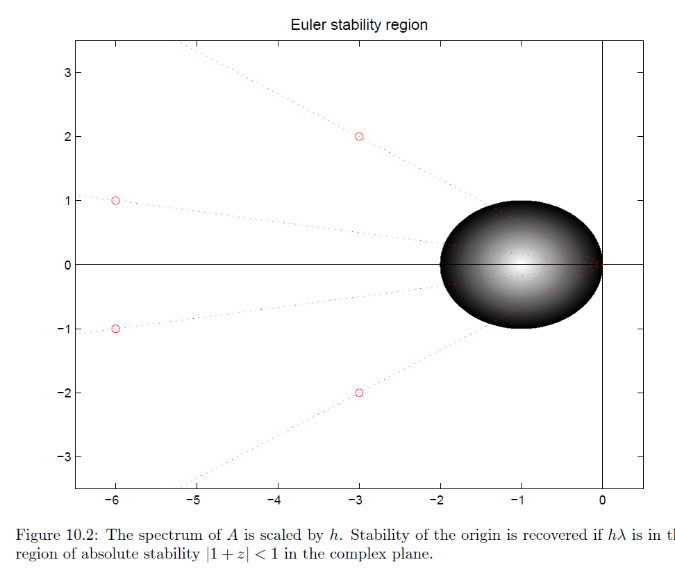 Euler stability region
3
2
1
0
−1
−2
−3
−6 −5 −4 −3 −2 −1 0
Figure 10.2: The spectrum of A is scaled by h. Stability of the origin is recovered if hλ is in
region of absolute stability |1 + z| < 1 in the complex plane.